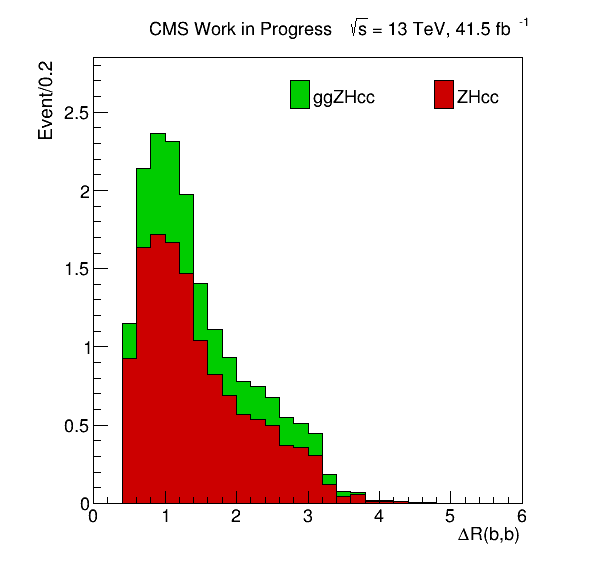 CMS Work in Progress √s = 13 TeV, 41.5 fb⁻¹
Event/0.2
ggZHcc ZHcc
2.5
2
1.5
1
0.5
0
0 1 2 3 4 5 6
ΔR(b,b)